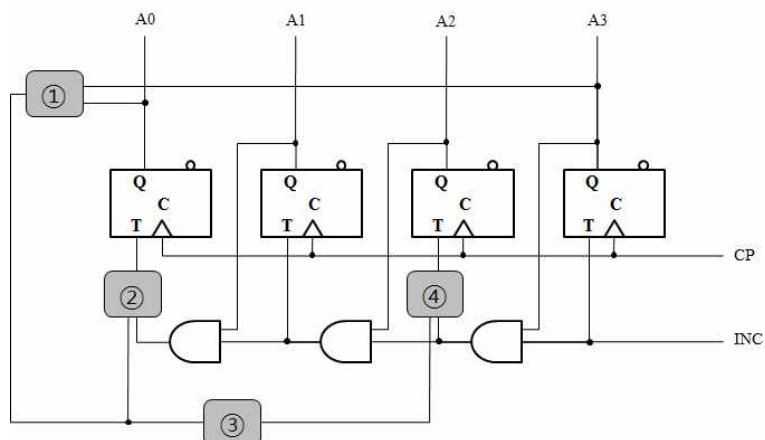 A0 A1 A2 A3
①
Q Q Q Q
C C C C
T T T T
CP
② ④
INC
③